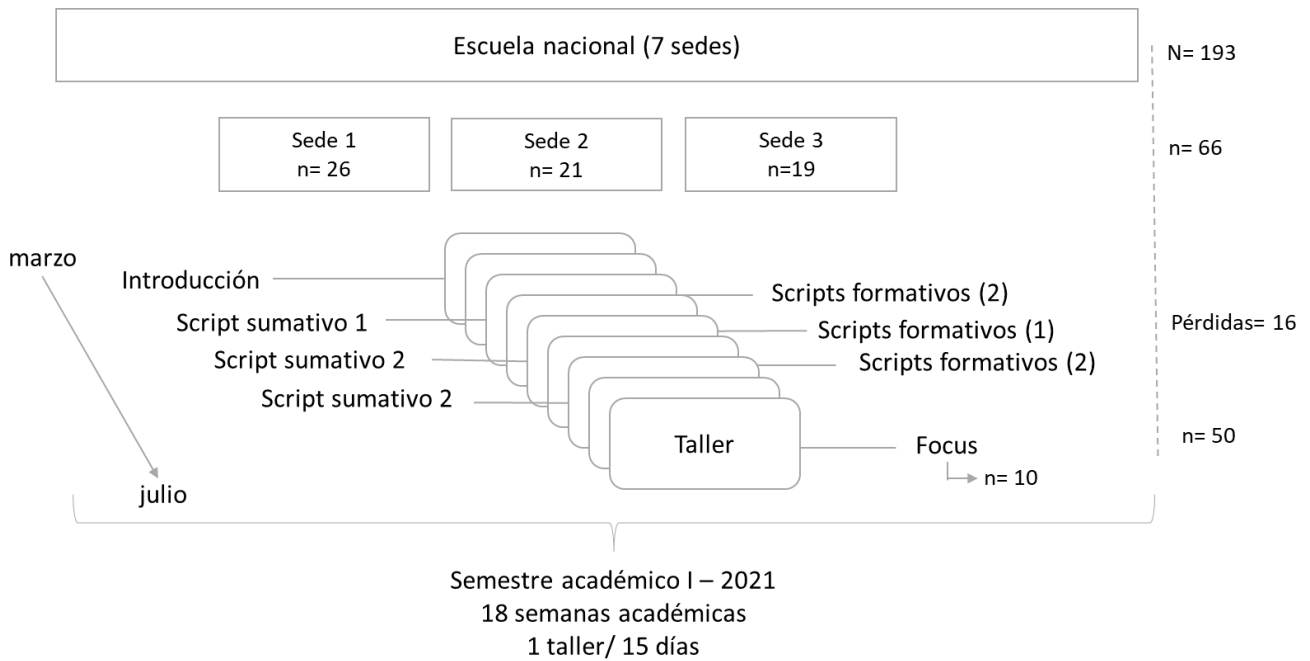 Escuela nacional (7 sedes)
N= 193
Sede 1
n= 26
Sede 2
n= 21
Sede 3
n=19
n= 66
marzo
Introducción
Scripts formativos (2)
Script sumativo 1
Scripts formativos (1)
Pérdidas= 16
Script sumativo 2
Scripts formativos (2)
Script sumativo 2
Taller
Focus
n= 50
n= 10
julio
Semestre académico I – 2021
18 semanas académicas
1 taller/ 15 días